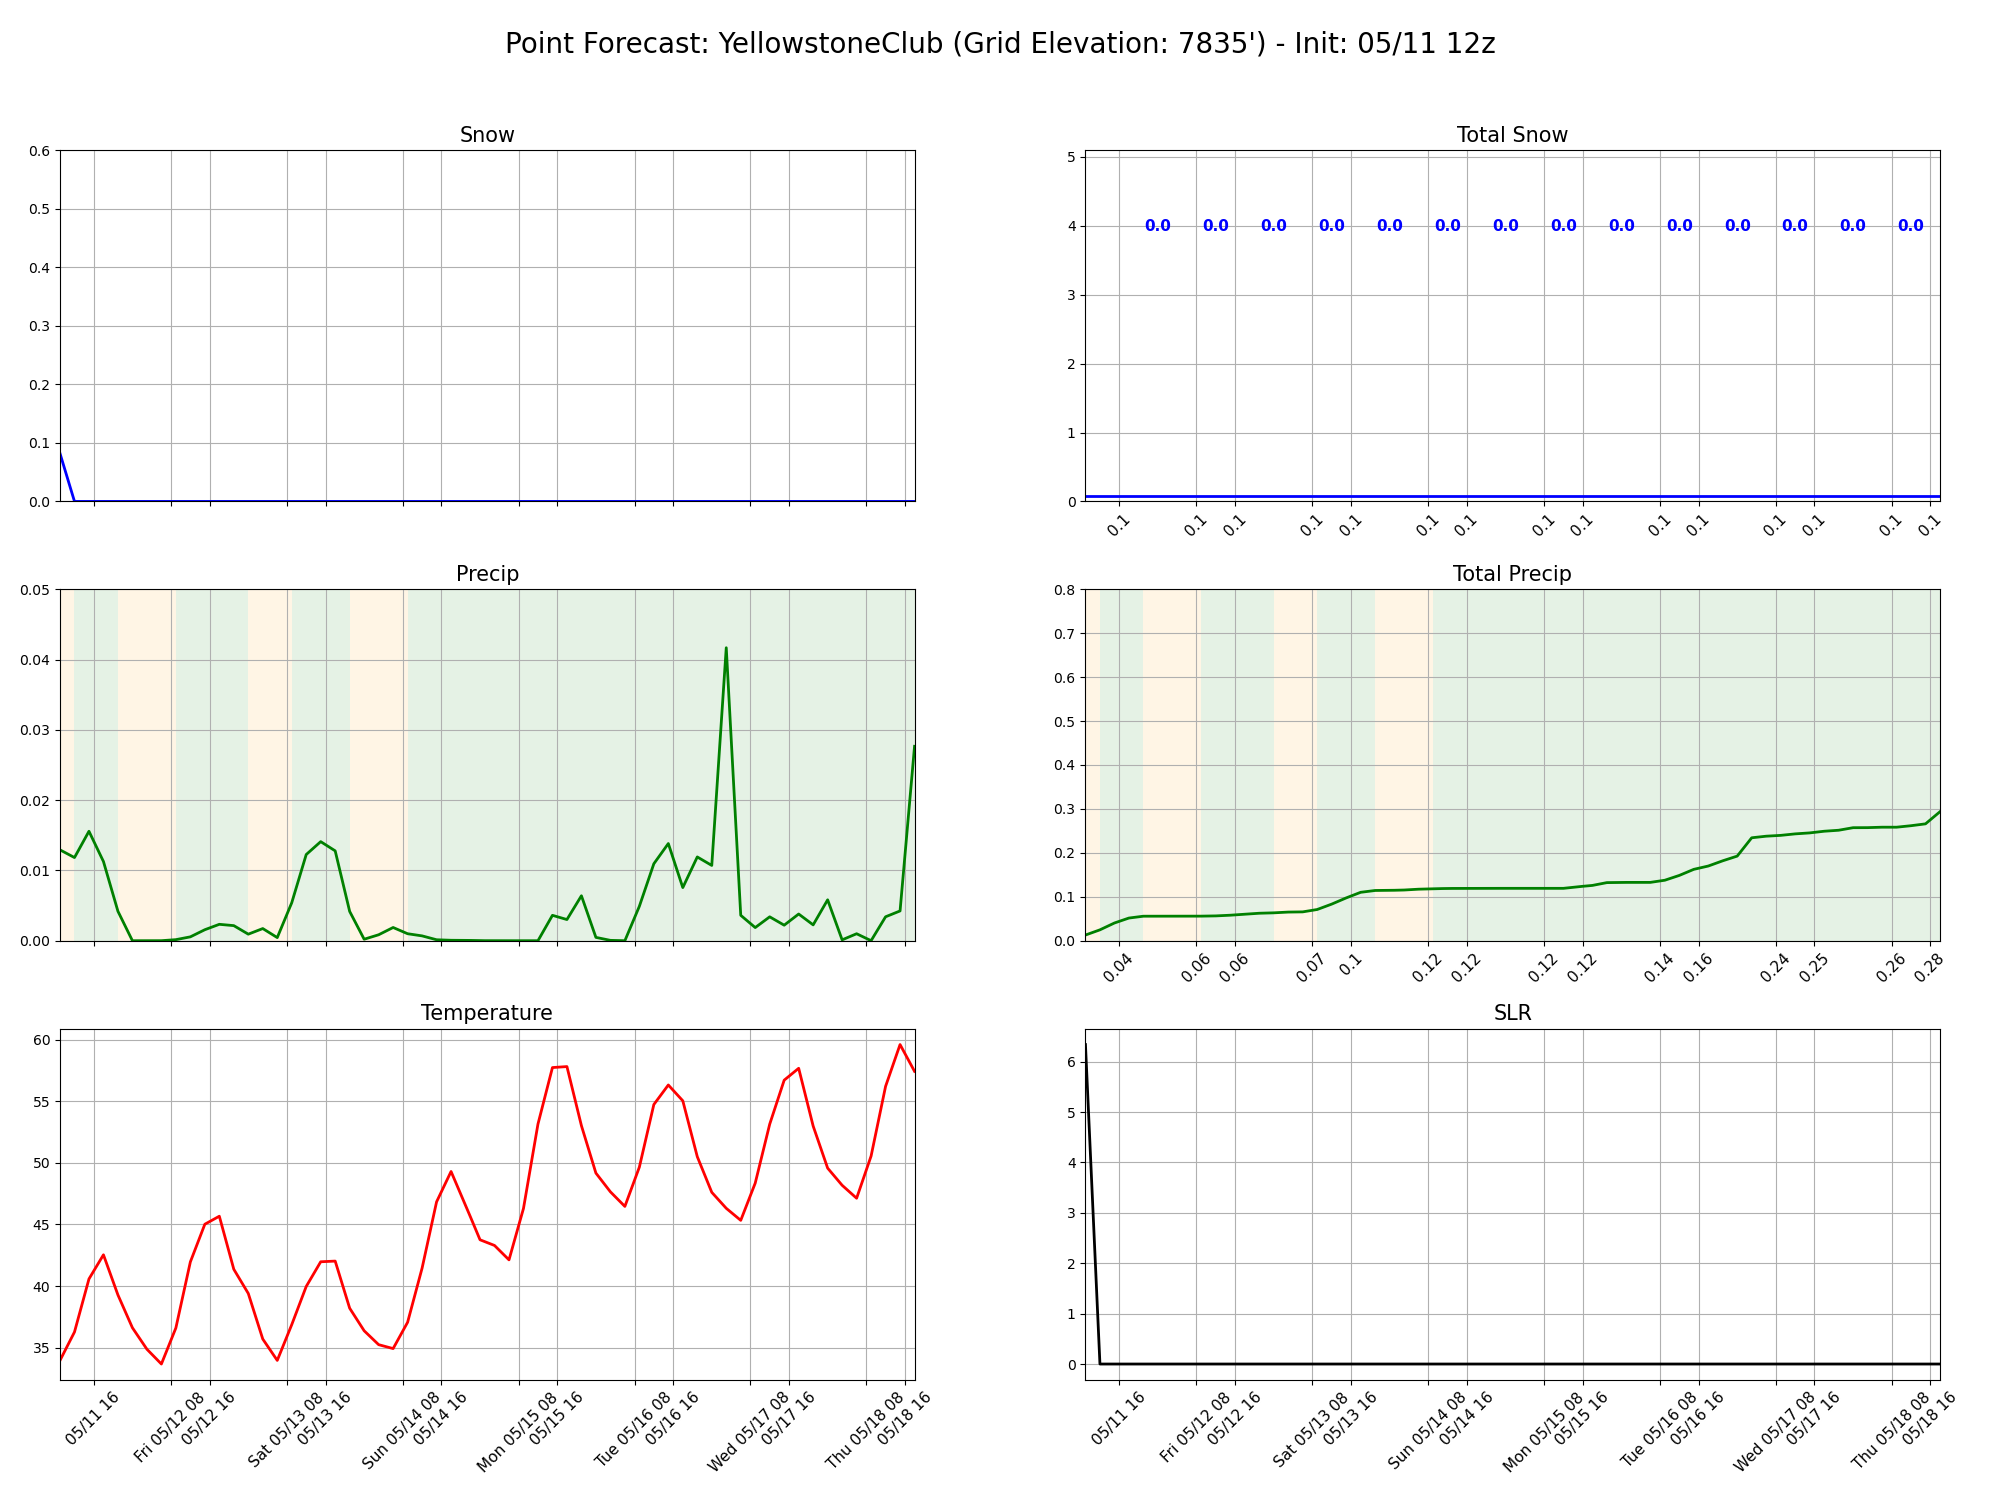 Point Forecast: YellowstoneClub (Grid Elevation: 7835') - Init: 05/11 12z
Snow
0.6
0.5
0.4
0.3
0.2
0.1
0.0
Total Snow
5
4
3
2
1
0
0.0 0.0 0.0 0.0 0.0 0.0 0.0 0.0 0.0 0.0 0.0 0.0 0.0 0.0
0.1 0.1 0.1 0.1 0.1 0.1 0.1 0.1 0.1 0.1 0.1 0.1 0.1 0.1 0.1
Precip
0.05
0.04
0.03
0.02
0.01
0.00
Total Precip
0.8
0.7
0.6
0.5
0.4
0.3
0.2
0.1
0.0
0.04 0.06 0.06 0.07 0.1 0.12 0.12 0.12 0.12 0.14 0.16 0.24 0.25 0.26 0.28
Temperature
60
55
50
45
40
35
05/11 16
Fri 05/12 08
05/12 16
Sat 05/13 08
05/13 16
Sun 05/14 08
05/14 16
Mon 05/15 08
05/15 16
Tue 05/16 08
05/16 16
Wed 05/17 08
05/17 16
Thu 05/18 08
05/18 16
SLR
6
5
4
3
2
1
0
05/11 16
Fri 05/12 08
05/12 16
Sat 05/13 08
05/13 16
Sun 05/14 08
05/14 16
Mon 05/15 08
05/15 16
Tue 05/16 08
05/16 16
Wed 05/17 08
05/17 16
Thu 05/18 08
05/18 16